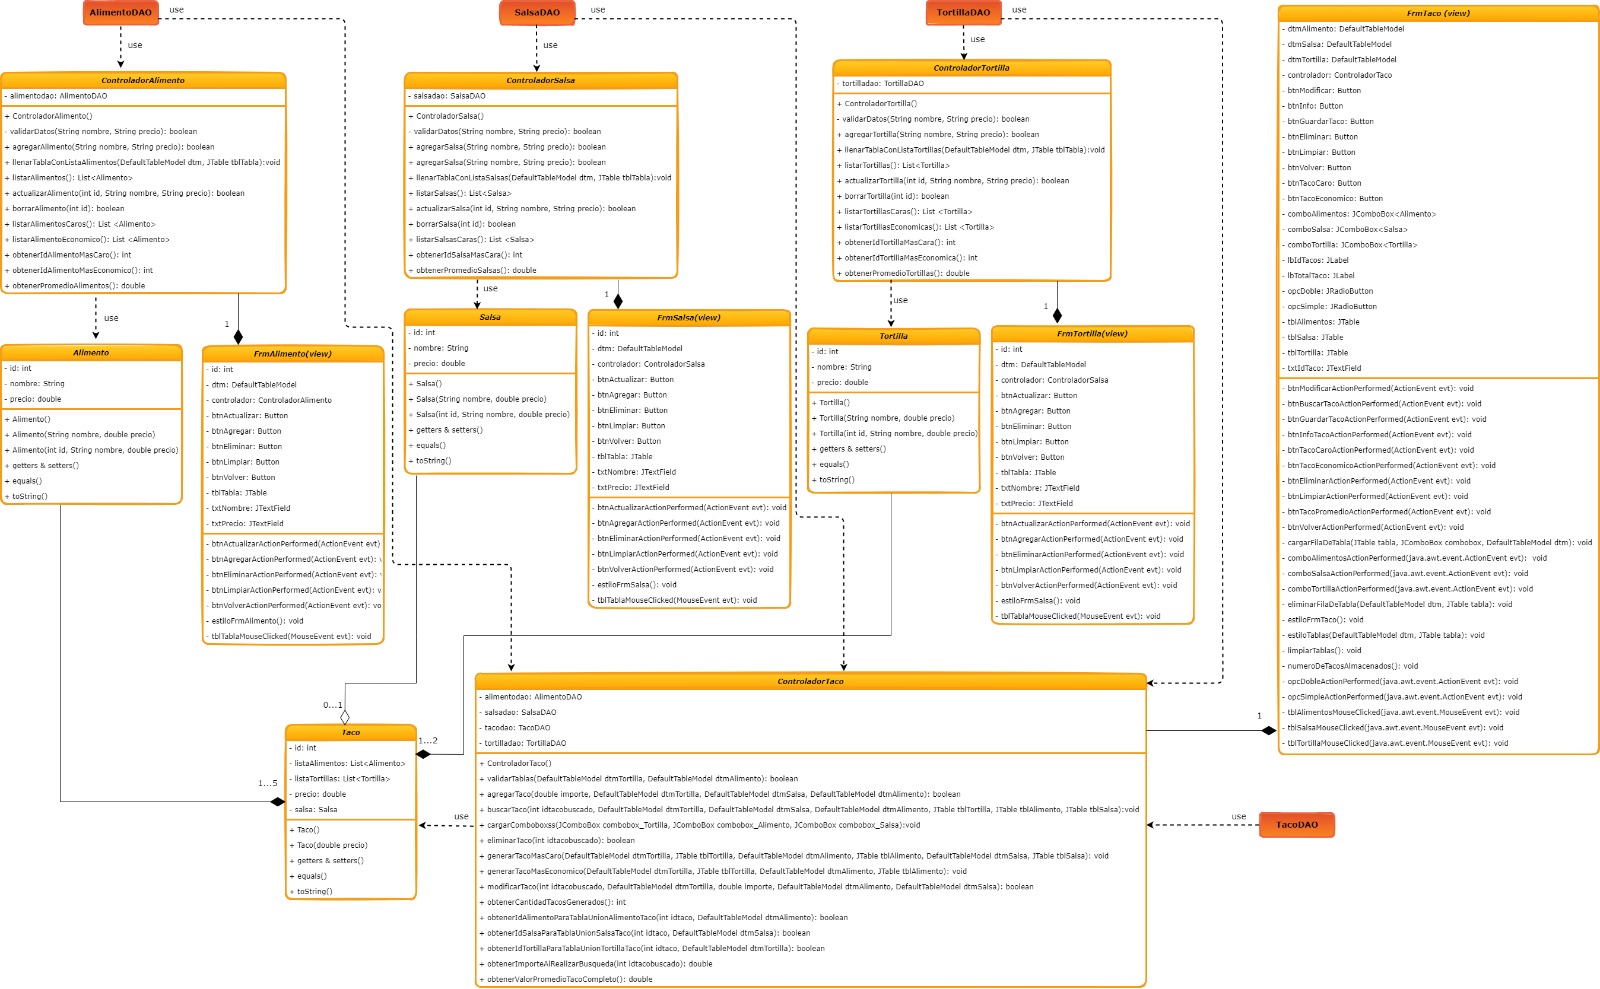 AlimentoDAO
use
use
SalsaDAO
use
use
TortillaDAO
use
use
ControladorAlimento
- alimentodao: AlimentoDAO
+ ControladorAlimento()
- validarDatos(String nombre, String precio): boolean
+ agregarAlimento(String nombre, String precio): boolean
+ llenarTablaConListaAlimentos(DefaultTableModel dtm, JTable tblTabla):void
+ listarAlimentos(): List<Alimento>
+ actualizarAlimento(int id, String nombre, String precio): boolean
+ borrarAlimento(int id): boolean
+ listarAlimentosCaros(): List <Alimento>
+ listarAlimentoEconomico(): List <Alimento>
+ obtenerIdAlimentoMasCaro(): int
+ obtenerIdAlimentoMasEconomico(): int
+ obtenerPromedioAlimentos(): double
use
1
ControladorSalsa
- salsadao: SalsaDAO
+ ControladorSalsa()
- validarDatos(String nombre, String precio): boolean
+ agregarSalsa(String nombre, String precio): boolean
+ agregarSalsa(String nombre, String precio): boolean
+ llenarTablaConListaSalsas(DefaultTableModel dtm, JTable tblTabla):void
+ listarSalsas(): List<Salsa>
+ actualizarSalsa(int id, String nombre, String precio): boolean
+ borrarSalsa(int id): boolean
+ listarSalsasCaras(): List <Salsa>
+ obtenerIdSalsaMasCara(): int
+ obtenerPromedioSalsas(): double
use
1
ControladorTortilla
- tortilladao: TortillaDAO
+ ControladorTortilla()
- validarDatos(String nombre, String precio): boolean
+ agregarTortilla(String nombre, String precio): boolean
+ llenarTablaConListaTortillas(DefaultTableModel dtm, JTable tblTabla):void
+ listarTortillas(): List<Tortilla>
+ actualizarTortilla(int id, String nombre, String precio): boolean
+ borrarTortilla(int id): boolean
+ listarTortillasCaras(): List <Tortilla>
+ listarTortillasEconomicas(): List <Tortilla>
+ obtenerIdTortillaMasCara(): int
+ obtenerIdTortillaMasEconomica(): int
+ obtenerPromedioTortillas(): double
use
1
FrmTaco (view)
- dtmAlimento: DefaultTableModel
- dtmSalsa: DefaultTableModel
- dtmTortilla: DefaultTableModel
- controlador: ControladorTaco
- btnModificar: Button
- btnInfo: Button
- btnGuardarTaco: Button
- btnEliminar: Button
- btnLimpiar: Button
- btnVolver: Button
- btnTacoCaro: Button
- btnTacoEconomico: Button
- comboAlimentos: JComboBox<Alimento>
- comboSalsa: JComboBox<Salsa>
- comboTortilla: JComboBox<Tortilla>
- lbIdTacos: JLabel
- lbTotalTaco: JLabel
- opcDoble: JRadioButton
- opcSimple: JRadioButton
- tblAlimentos: JTable
- tblSalsa: JTable
- tblTortilla: JTable
- txtIdTaco: JTextField
- btnModificarActionPerformed(ActionEvent evt): void
- btnBuscarTacoActionPerformed(ActionEvent evt): void
- btnGuardarTacoActionPerformed(ActionEvent evt): void
- btnInfoTacoActionPerformed(ActionEvent evt): void
- btnTacoCaroActionPerformed(ActionEvent evt): void
- btnTacoEconomicoActionPerformed(ActionEvent evt): void
- btnEliminarActionPerformed(ActionEvent evt): void
- btnLimpiarActionPerformed(ActionEvent evt): void
- btnTacoPromedioActionPerformed(ActionEvent evt): void
- btnVolverActionPerformed(ActionEvent evt): void
- cargarFilaDeTabla(JTable tabla, JComboBox combobox, DefaultTableModel dtm): void
- comboAlimentosActionPerformed(java.awt.event.ActionEvent evt): void
- comboSalsaActionPerformed(java.awt.event.ActionEvent evt): void
- comboTortillaActionPerformed(java.awt.event.ActionEvent evt): void
- eliminarFilaDeTabla(DefaultTableModel dtm, JTable tabla): void
- estiloFrmTaco(): void
- estiloTablas(DefaultTableModel dtm, JTable tabla): void
- limpiarTablas(): void
- numeroDeTacosAlmacenados(): void
- opcDobleActionPerformed(java.awt.event.ActionEvent evt): void
- opcSimpleActionPerformed(java.awt.event.ActionEvent evt): void
- tblAlimentosMouseClicked(java.awt.event.MouseEvent evt): void
- tblSalsaMouseClicked(java.awt.event.MouseEvent evt): void
- tblTortillaMouseClicked(java.awt.event.MouseEvent evt): void
Alimento
- id: int
- nombre: String
- precio: double
+ Alimento()
+ Alimento(String nombre, double precio)
+ Alimento(int id, String nombre, double precio)
+ getters & setters()
+ equals()
+ toString()
FrmAlimento(view)
- id: int
- dtm: DefaultTableModel
- controlador: ControladorAlimento
- btnActualizar: Button
- btnAgregar: Button
- btnEliminar: Button
- btnLimpiar: Button
- btnVolver: Button
- tblTabla: JTable
- txtNombre: JTextField
- txtPrecio: JTextField
- btnActualizarActionPerformed(ActionEvent evt)
- btnAgregarActionPerformed(ActionEvent evt):
- btnEliminarActionPerformed(ActionEvent evt):
- btnLimpiarActionPerformed(ActionEvent evt): v
- btnVolverActionPerformed(ActionEvent evt): vo
- estiloFrmAlimento(): void
- tblTablaMouseClicked(MouseEvent evt): void
Salsa
- id: int
- nombre: String
- precio: double
+ Salsa()
+ Salsa(String nombre, double precio)
+ Salsa(int id, String nombre, double precio)
+ getters & setters()
+ equals()
+ toString()
FrmSalsa(view)
- id: int
- dtm: DefaultTableModel
- controlador: ControladorSalsa
- btnActualizar: Button
- btnAgregar: Button
- btnEliminar: Button
- btnLimpiar: Button
- btnVolver: Button
- tblTabla: JTable
- txtNombre: JTextField
- txtPrecio: JTextField
- btnActualizarActionPerformed(ActionEvent evt): void
- btnAgregarActionPerformed(ActionEvent evt): void
- btnEliminarActionPerformed(ActionEvent evt): void
- btnLimpiarActionPerformed(ActionEvent evt): void
- btnVolverActionPerformed(ActionEvent evt): void
- estiloFrmSalsa(): void
- tblTablaMouseClicked(MouseEvent evt): void
Tortilla
- id: int
- nombre: String
- precio: double
+ Tortilla()
+ Tortilla(String nombre, double precio)
+ Tortilla(int id, String nombre, double precio)
+ getters & setters()
+ equals()
+ toString()
FrmTortilla(view)
- id: int
- dtm: DefaultTableModel
- controlador: ControladorSalsa
- btnActualizar: Button
- btnAgregar: Button
- btnEliminar: Button
- btnLimpiar: Button
- btnVolver: Button
- tblTabla: JTable
- txtNombre: JTextField
- txtPrecio: JTextField
- btnActualizarActionPerformed(ActionEvent evt): void
- btnAgregarActionPerformed(ActionEvent evt): void
- btnEliminarActionPerformed(ActionEvent evt): void
- btnLimpiarActionPerformed(ActionEvent evt): void
- btnVolverActionPerformed(ActionEvent evt): void
- estiloFrmSalsa(): void
- tblTablaMouseClicked(MouseEvent evt): void
0...1
1...2
1...5
Taco
- id: int
- listaAlimentos: List<Alimento>
- listaTortillas: List<Tortilla>
- precio: double
- salsa: Salsa
+ Taco()
+ Taco(double precio)
+ getters & setters()
+ equals()
+ toString()
use
ControladorTaco
- alimentodao: AlimentoDAO
- salsadao: SalsaDAO
- tacodao: TacoDAO
- tortilladao: TortillaDAO
+ ControladorTaco()
+ validarTablas(DefaultTableModel dtmTortilla, DefaultTableModel dtmAlimento): boolean
+ agregarTaco(double importe, DefaultTableModel dtmTortilla, DefaultTableModel dtmSalsa, DefaultTableModel dtmAlimento): boolean
+ buscarTaco(int idtacobuscado, DefaultTableModel dtmTortilla, DefaultTableModel dtmSalsa, DefaultTableModel dtmAlimento, JTable tblTortilla, JTable tblAlimento, JTable tblSalsa):void
+ cargarComboboxss(JComboBox combobox_Tortilla, JComboBox combobox_Alimento, JComboBox combobox_Salsa):void
+ eliminarTaco(int idtacobuscado): boolean
+ generarTacoMasCaro(DefaultTableModel dtmTortilla, JTable tblTortilla, DefaultTableModel dtmAlimento, JTable tblAlimento, DefaultTableModel dtmSalsa, JTable tblSalsa): void
+ generarTacoMasEconomico(DefaultTableModel dtmTortilla, JTable tblTortilla, DefaultTableModel dtmAlimento, JTable tblAlimento): void
+ modificarTaco(int idtacobuscado, DefaultTableModel dtmTortilla, double importe, DefaultTableModel dtmAlimento, DefaultTableModel dtmSalsa): boolean
+ obtenerCantidadTacosGenerados(): int
+ obtenerIdAlimentoParaTablaUnionAlimentoTaco(int idtaco, DefaultTableModel dtmAlimento): boolean
+ obtenerIdSalsaParaTablaUnionSalsaTaco(int idtaco, DefaultTableModel dtmSalsa): boolean
+ obtenerIdTortillaParaTablaUnionTortillaTaco(int idtaco, DefaultTableModel dtmTortilla): boolean
+ obtenerImporteAlRealizarBusqueda(int idtacobuscado): double
+ obtenerValorPromedioTacoCompleto(): double
1
use
TacoDAO